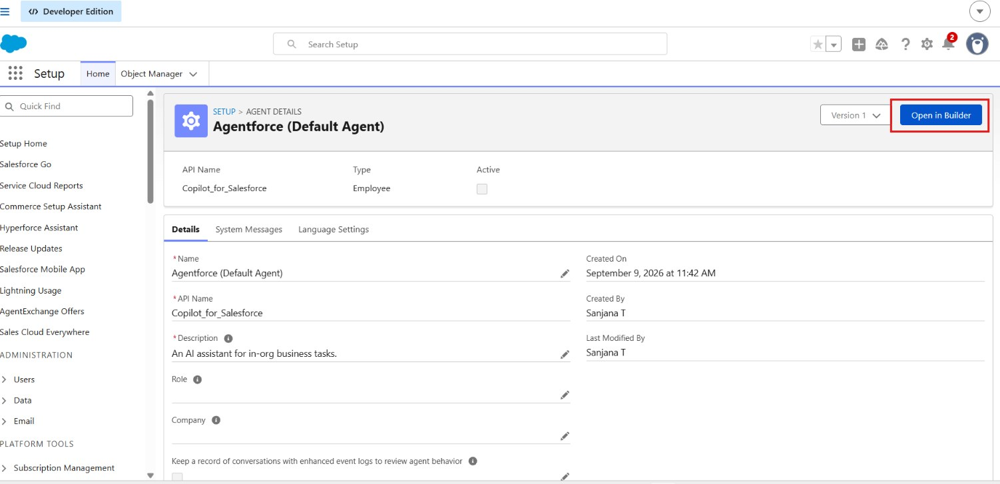 Developer Edition
Search Setup
2
Setup
Home
Object Manager
Quick Find
Setup Home
Salesforce Go
Service Cloud Reports
Commerce Setup Assistant
Hyperforce Assistant
Release Updates
Salesforce Mobile App
Lightning Usage
AgentExchange Offers
Sales Cloud Everywhere
ADMINISTRATION
Users
Data
Email
PLATFORM TOOLS
Subscription Management
SETUP > AGENT DETAILS
Agentforce (Default Agent)
Version 1
Open in Builder
API Name Type Active
Copilot_for_Salesforce Employee
Details System Messages Language Settings
*Name
Agentforce (Default Agent)
*API Name
Copilot_for_Salesforce
*Description
An AI assistant for in-org business tasks.
Role
Company
Keep a record of conversations with enhanced event logs to review agent behavior
Created On
September 9, 2026 at 11:42 AM
Created By
Sanjana T
Last Modified By
Sanjana T